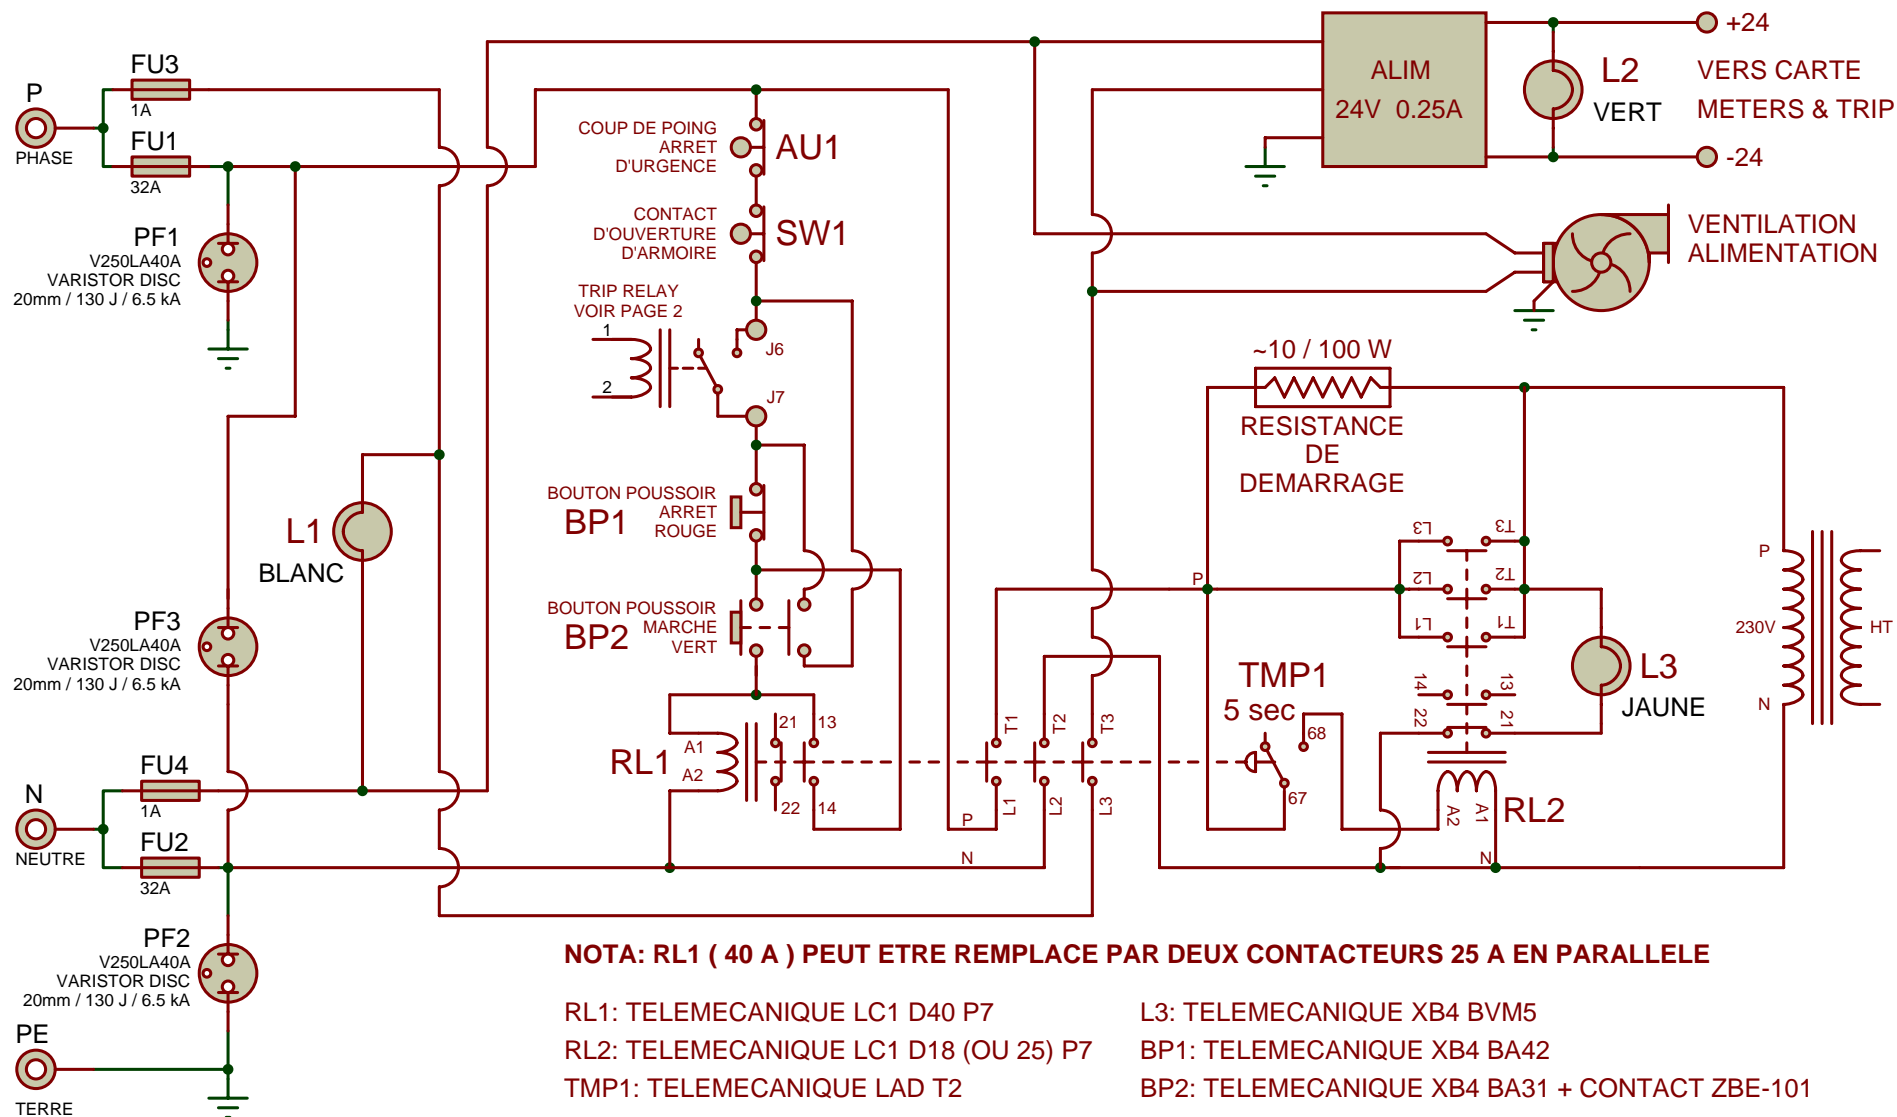 P
PHASE
FU3
1A
FU1
32A
PF1
V250LA40A
VARISTOR DISC
20mm / 130 J / 6.5 kA
L1
BLANC
PF3
V250LA40A
VARISTOR DISC
20mm / 130 J / 6.5 kA
N
NEUTRE
FU4
1A
FU2
32A
PF2
V250LA40A
VARISTOR DISC
20mm / 130 J / 6.5 kA
PE
TERRE
COUP DE POING
ARRET
D'URGENCE
AU1
CONTACT
D'OUVERTURE
D'ARMOIRE
SW1
TRIP RELAY
VOIR PAGE 2
1
2
J6
J7
BOUTON POUSSOIR
ARRET
ROUGE
BP1
BOUTON POUSSOIR
MARCHE
VERT
BP2
RL1
A1
A2
21
13
22
14
P
N
T1
T2
T3
L1
L2
L3
ALIM
24V 0.25A
L2
VERT
+24
VERS CARTE
METERS & TRIP
-24
VENTILATION
ALIMENTATION
~10 / 100 W
RESISTANCE
DE
DEMARRAGE
P
L3
T3
L2
T2
L1
T1
14
13
22
21
TMP1
5 sec
68
67
A2
A1
RL2
N
L3
JAUNE
P
230V
N
HT
NOTA: RL1 ( 40 A ) PEUT ETRE REMPLACE PAR DEUX CONTACTEURS 25 A EN PARALLELE
RL1: TELEMECANIQUE LC1 D40 P7
RL2: TELEMECANIQUE LC1 D18 (OU 25) P7
TMP1: TELEMECANIQUE LAD T2
L3: TELEMECANIQUE XB4 BVM5
BP1: TELEMECANIQUE XB4 BA42
BP2: TELEMECANIQUE XB4 BA31 + CONTACT ZBE-101